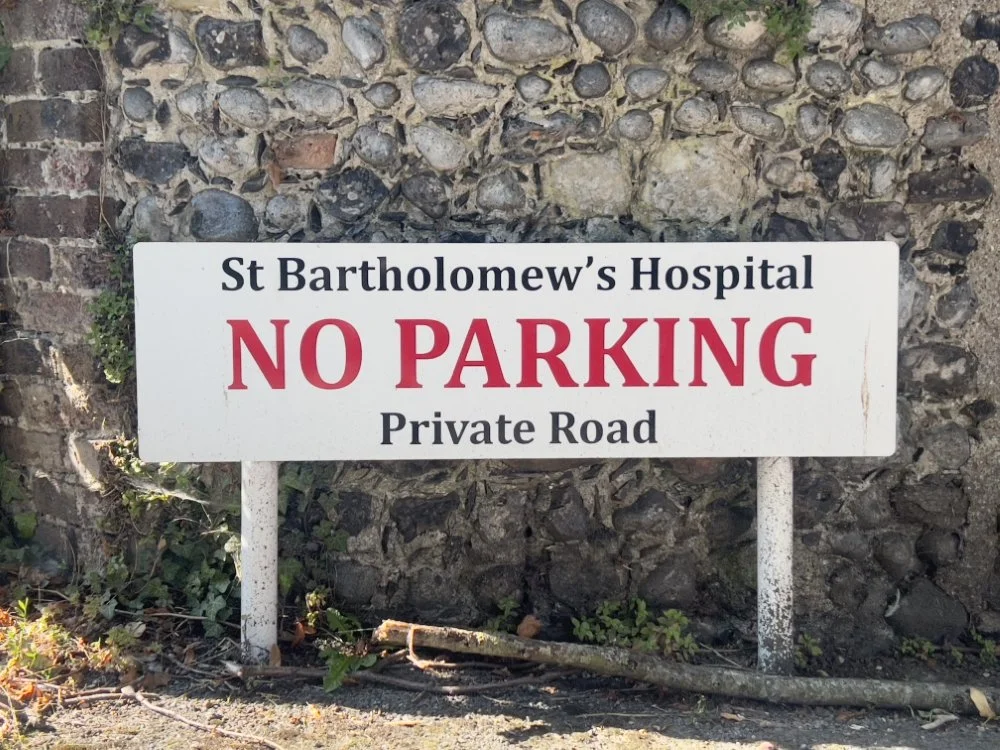 St Bartholomew's Hospital
NO PARKING
Private Road